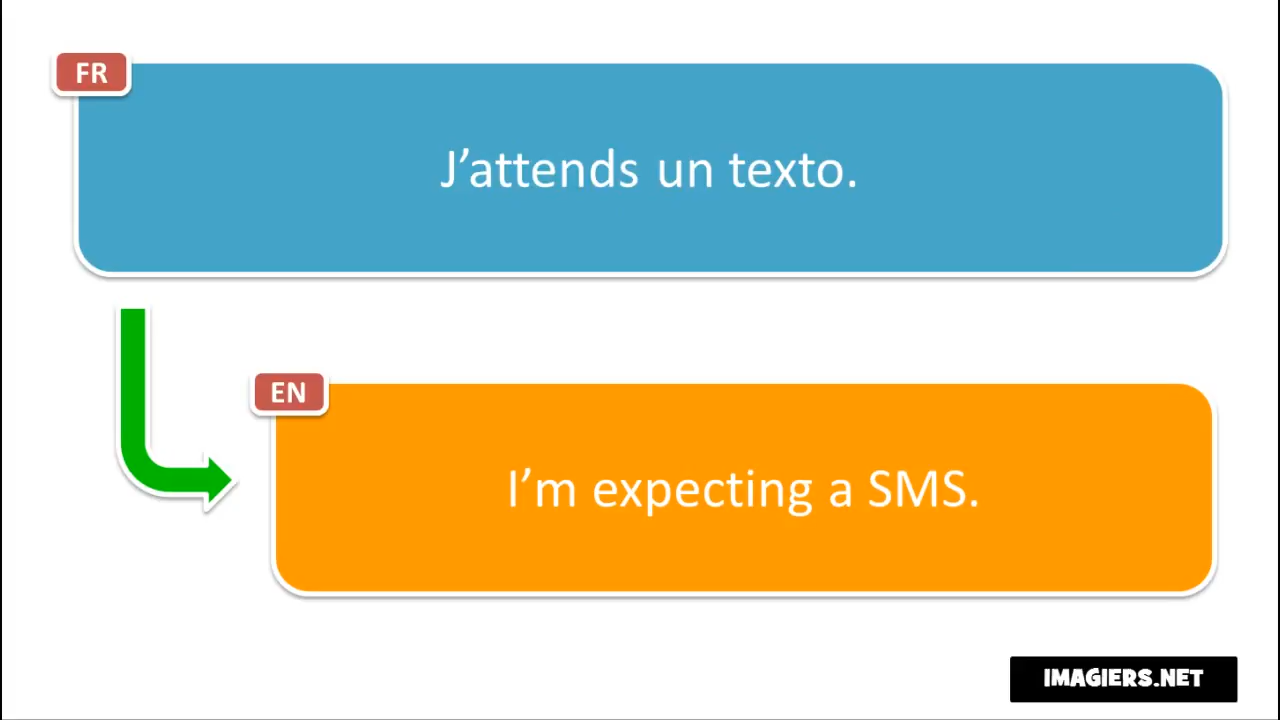 FR
J’attends un texto.
EN
I’m expecting a SMS.
IMAGIERS.NET